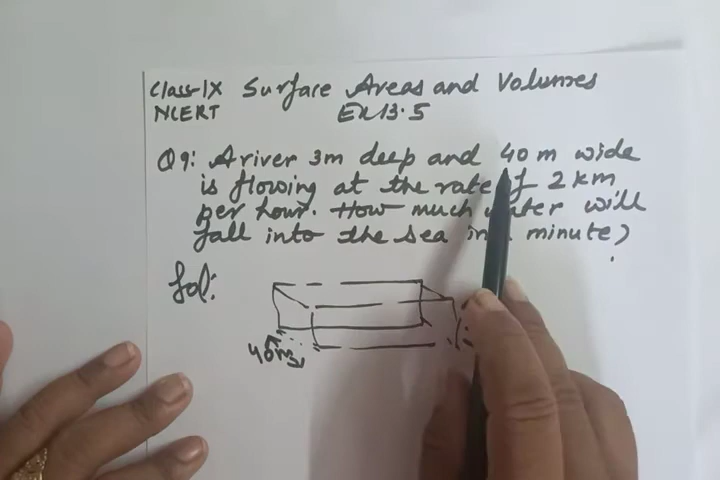 Class-IX Surface Areas and Volumes
NCERT Ex 13.5
Q 9: A river 3m deep and 40 m wide
is flowing at the rate of 2 km
per hour. How much water will
fall into the sea in minute?
Sol:
40m